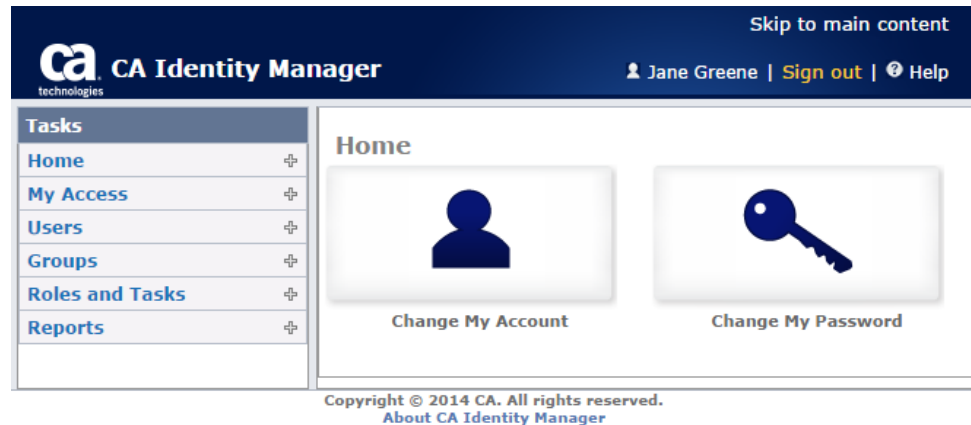 Skip to main content
ca technologies
CA Identity Manager
Jane Greene | Sign out | Help
Tasks
Home
My Access
Users
Groups
Roles and Tasks
Reports
Home
Change My Account
Change My Password
Copyright © 2014 CA. All rights reserved.
About CA Identity Manager